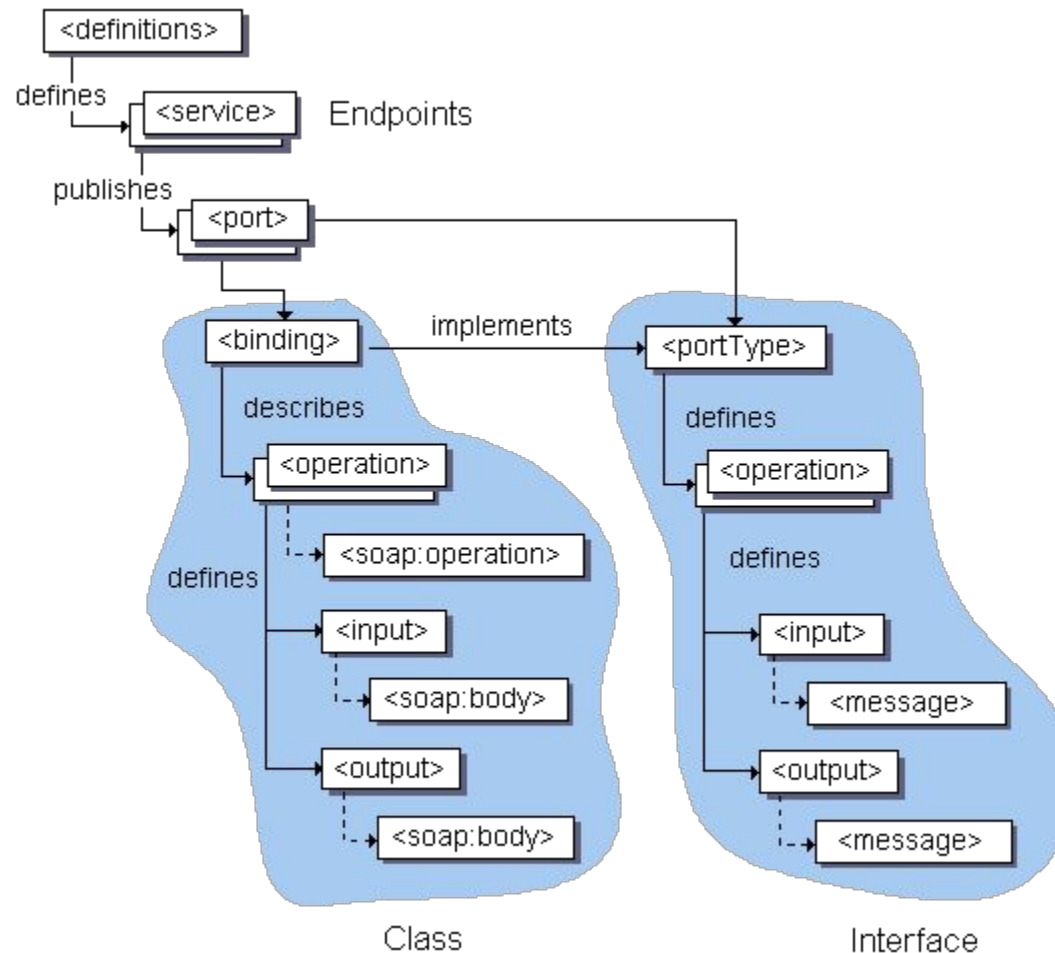 <definitions>
defines
<service>
Endpoints
publishes
<port>
<binding>
implements
<portType>
describes
defines
<operation>
<operation>
<soap:operation>
defines
defines
<input>
<input>
<soap:body>
<message>
<output>
<output>
<soap:body>
<message>
Class
Interface